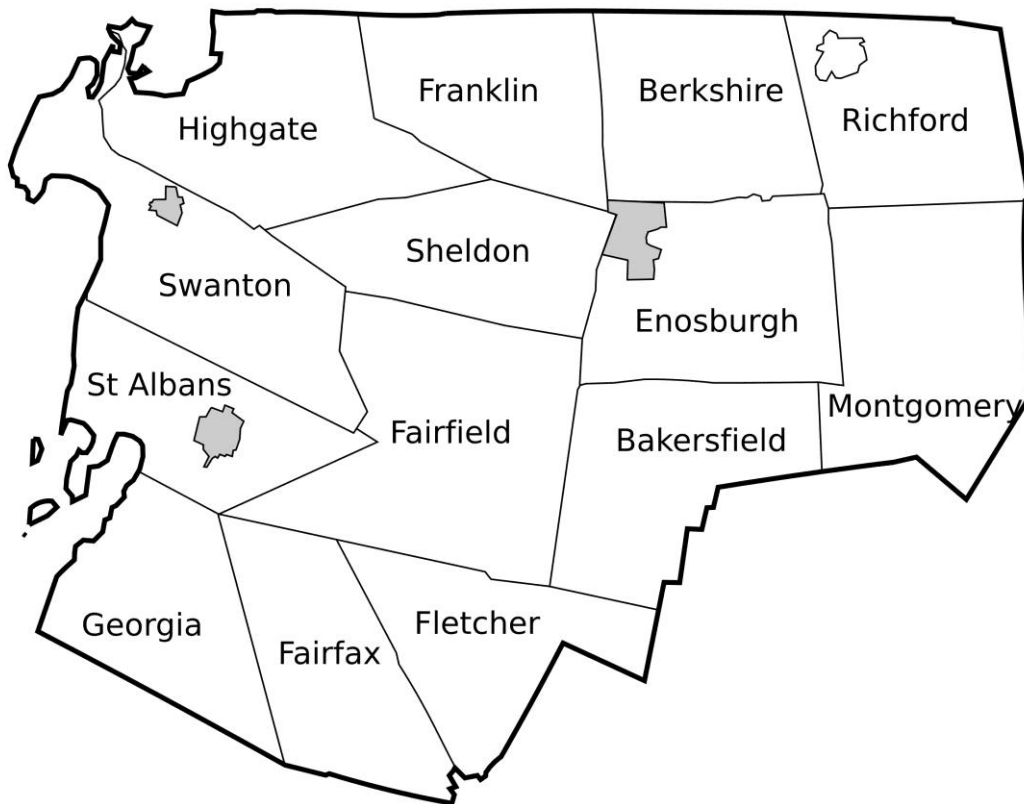 Franklin
Berkshire
Richford
Highgate
Sheldon
Swanton
Enosburgh
St Albans
Montgomery
Fairfield
Bakersfield
Georgia
Fletcher
Fairfax